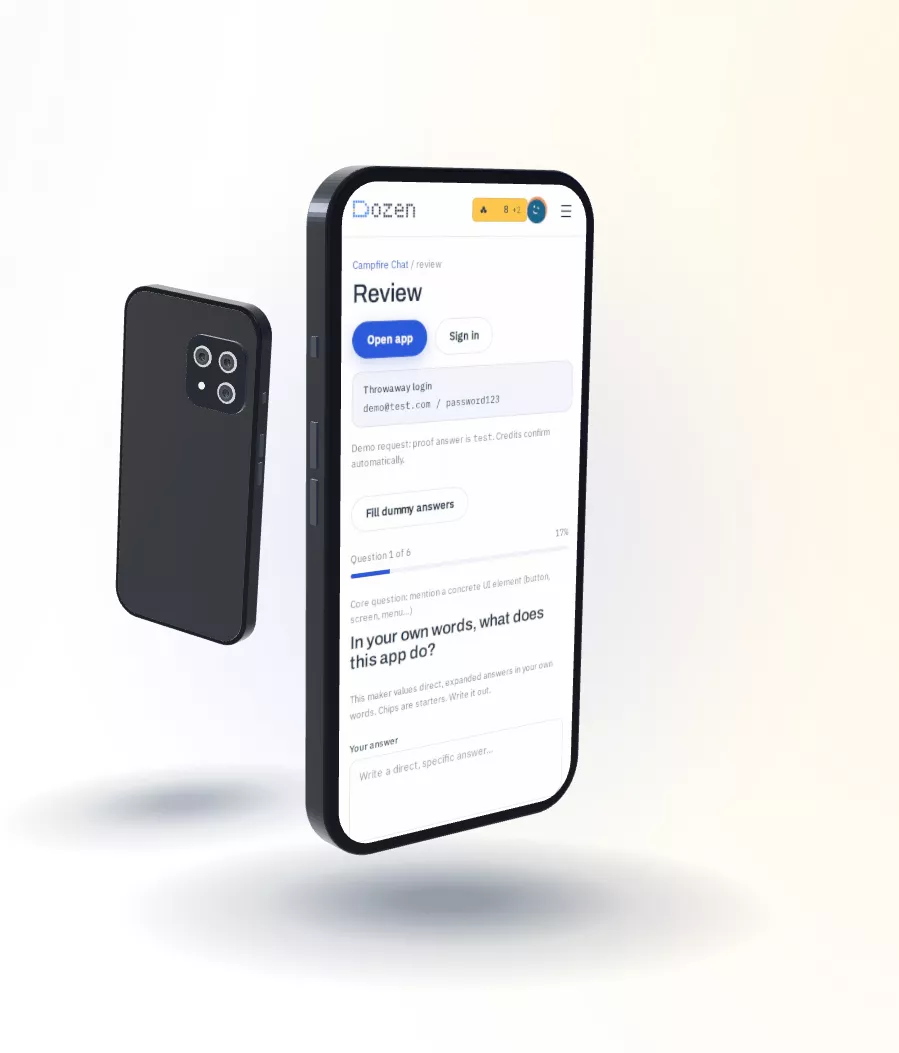 Dozen
8 +2
Campfire Chat / review
Review
Open app
Sign in
Throwaway login
demo@test.com / password123
Demo request: proof answer is test. Credits confirm
automatically.
Fill dummy answers
Question 1 of 6
17%
Core question: mention a concrete UI element (button,
screen, menu...)
In your own words, what does
this app do?
This maker values direct, expanded answers in your own
words. Chips are starters. Write it out.
Your answer
Write a direct, specific answer...